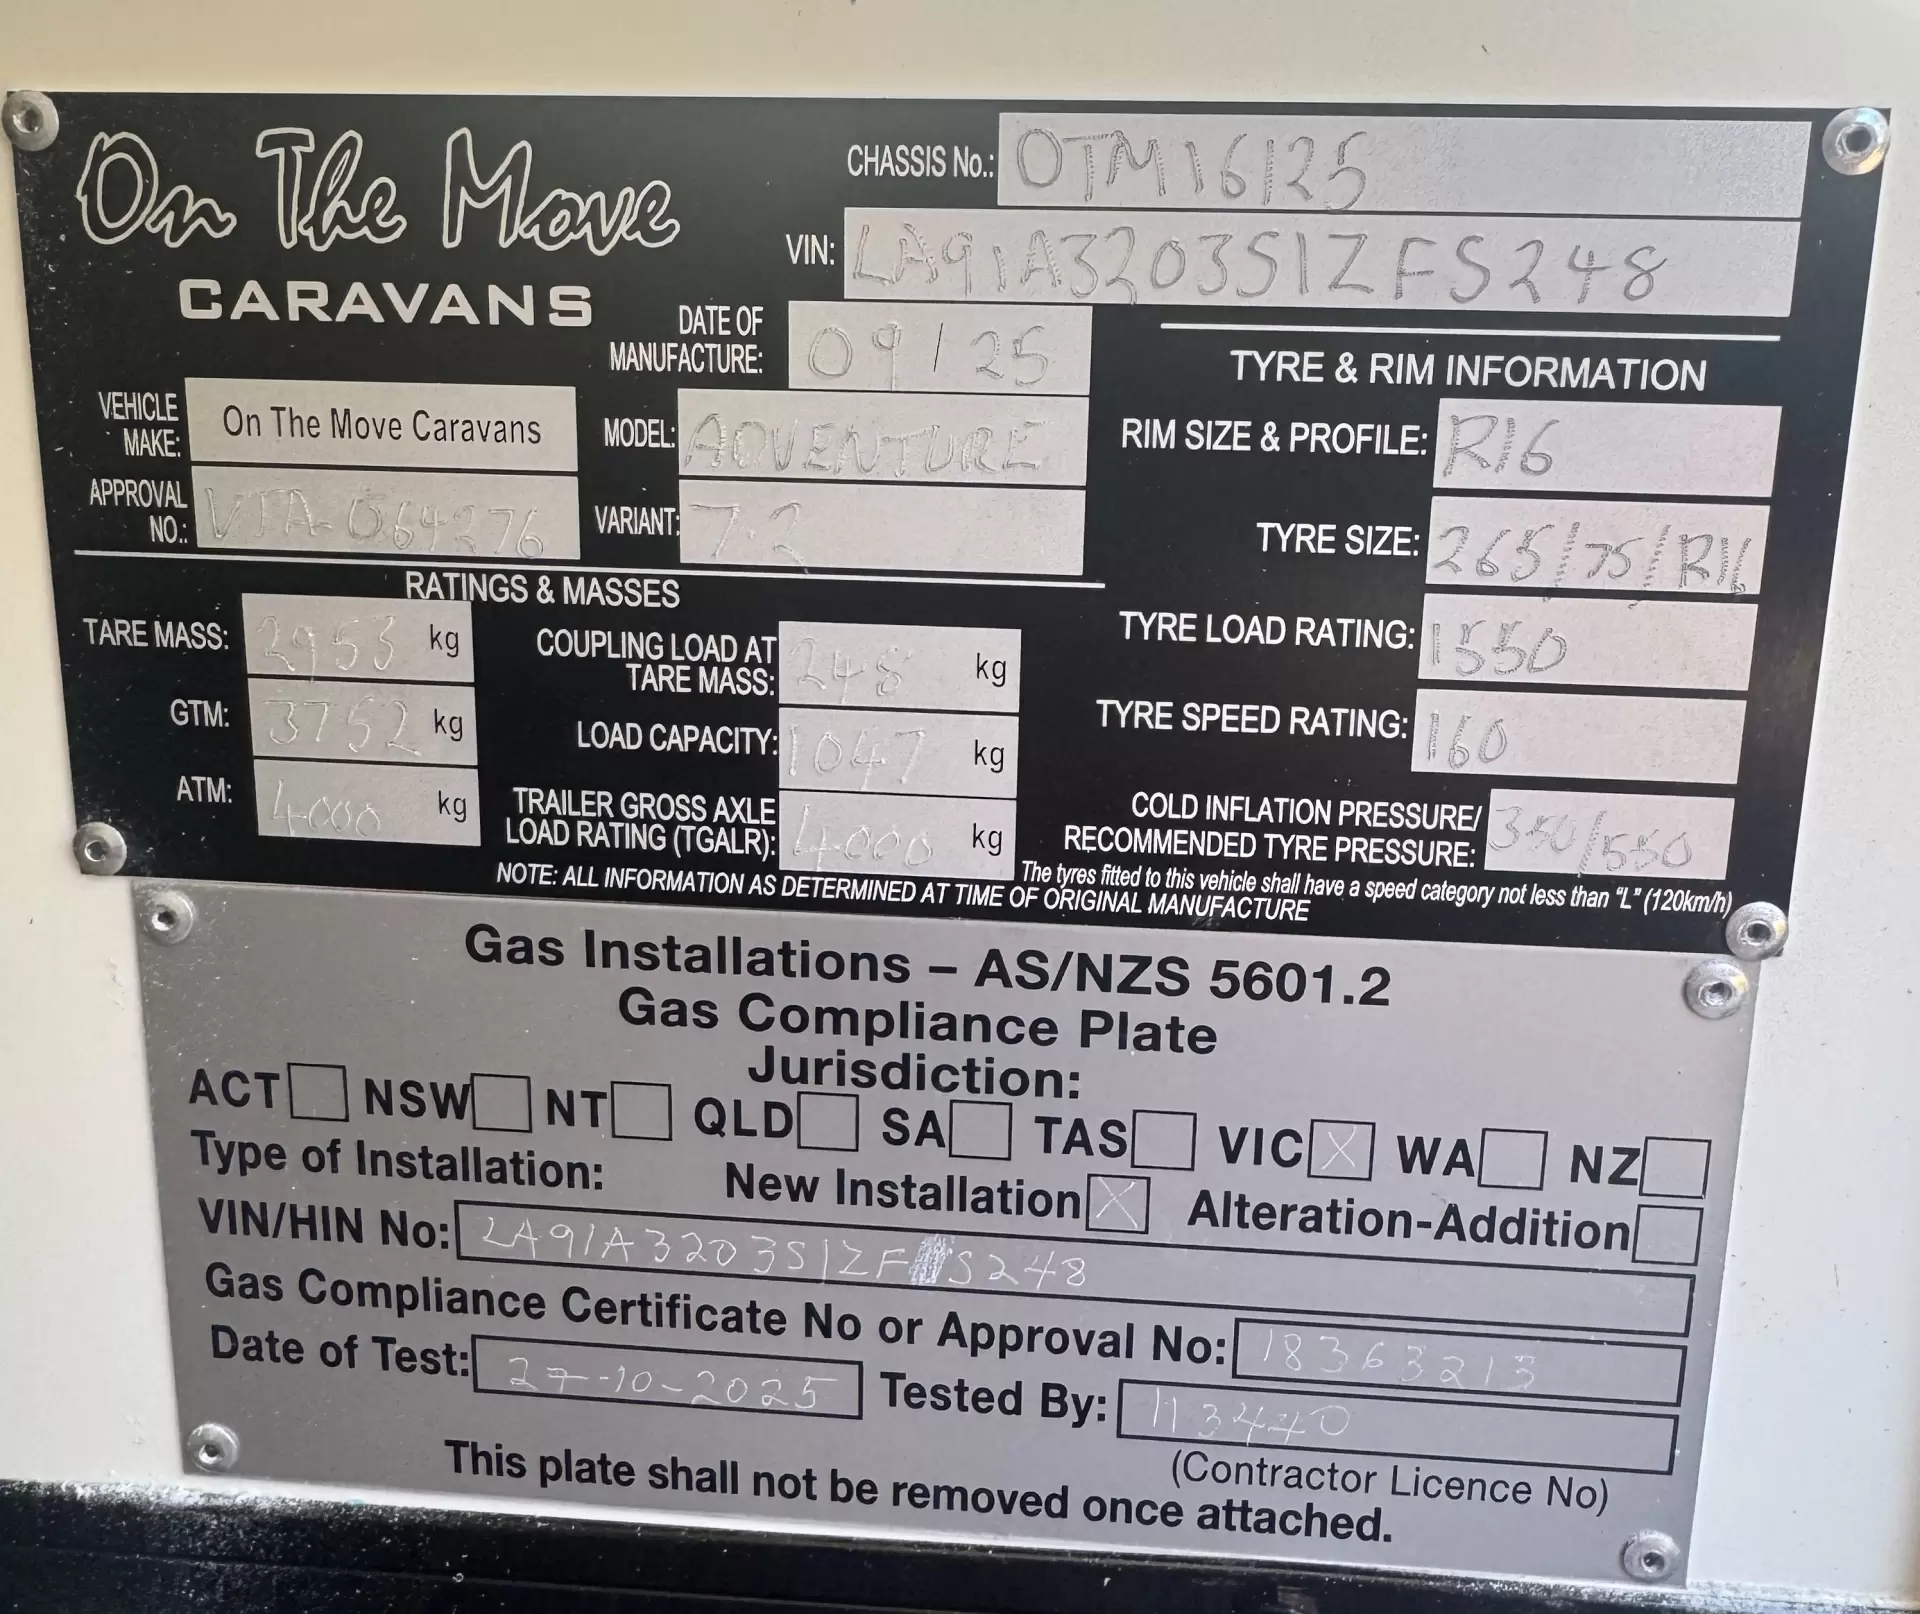 On The Move
CARAVANS
CHASSIS No.: OTM16125
VIN: LA91A3203S1ZFS248
DATE OF MANUFACTURE: 09/25
VEHICLE MAKE: On The Move Caravans
MODEL: ADVENTURE
APPROVAL NO.: VTA-064276
VARIANT: 7.2
TYRE & RIM INFORMATION
RIM SIZE & PROFILE: R16
TYRE SIZE: 265/75/R16
TYRE LOAD RATING: 1550
TYRE SPEED RATING: 160
COLD INFLATION PRESSURE/
RECOMMENDED TYRE PRESSURE: 350/550
The tyres fitted to this vehicle shall have a speed category not less than "L" (120km/h)
RATINGS & MASSES
TARE MASS: 2953 kg
COUPLING LOAD AT TARE MASS: 248 kg
GTM: 3752 kg
LOAD CAPACITY: 1047 kg
ATM: 4000 kg
TRAILER GROSS AXLE LOAD RATING (TGALR): 4000 kg
NOTE: ALL INFORMATION AS DETERMINED AT TIME OF ORIGINAL MANUFACTURE
Gas Installations – AS/NZS 5601.2
Gas Compliance Plate
Jurisdiction:
ACT NSW NT QLD SA TAS VIC X WA NZ
Type of Installation: New Installation X Alteration-Addition
VIN/HIN No: LA91A3203S1ZF S248
Gas Compliance Certificate No or Approval No: 18363213
Date of Test: 27-10-2025 Tested By: 113440
(Contractor Licence No)
This plate shall not be removed once attached.